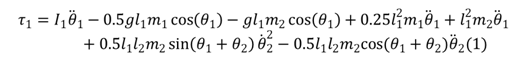 τ₁ = I₁θ̈₁ − 0.5gl₁m₁ cos(θ₁) − gl₁m₂ cos(θ₁) + 0.25l₁²m₁θ̈₁ + l₁²m₂θ̈₁
+ 0.5l₁l₂m₂ sin(θ₁ + θ₂) θ̇₂² − 0.5l₁l₂m₂cos(θ₁ + θ₂)θ̈₂(1)